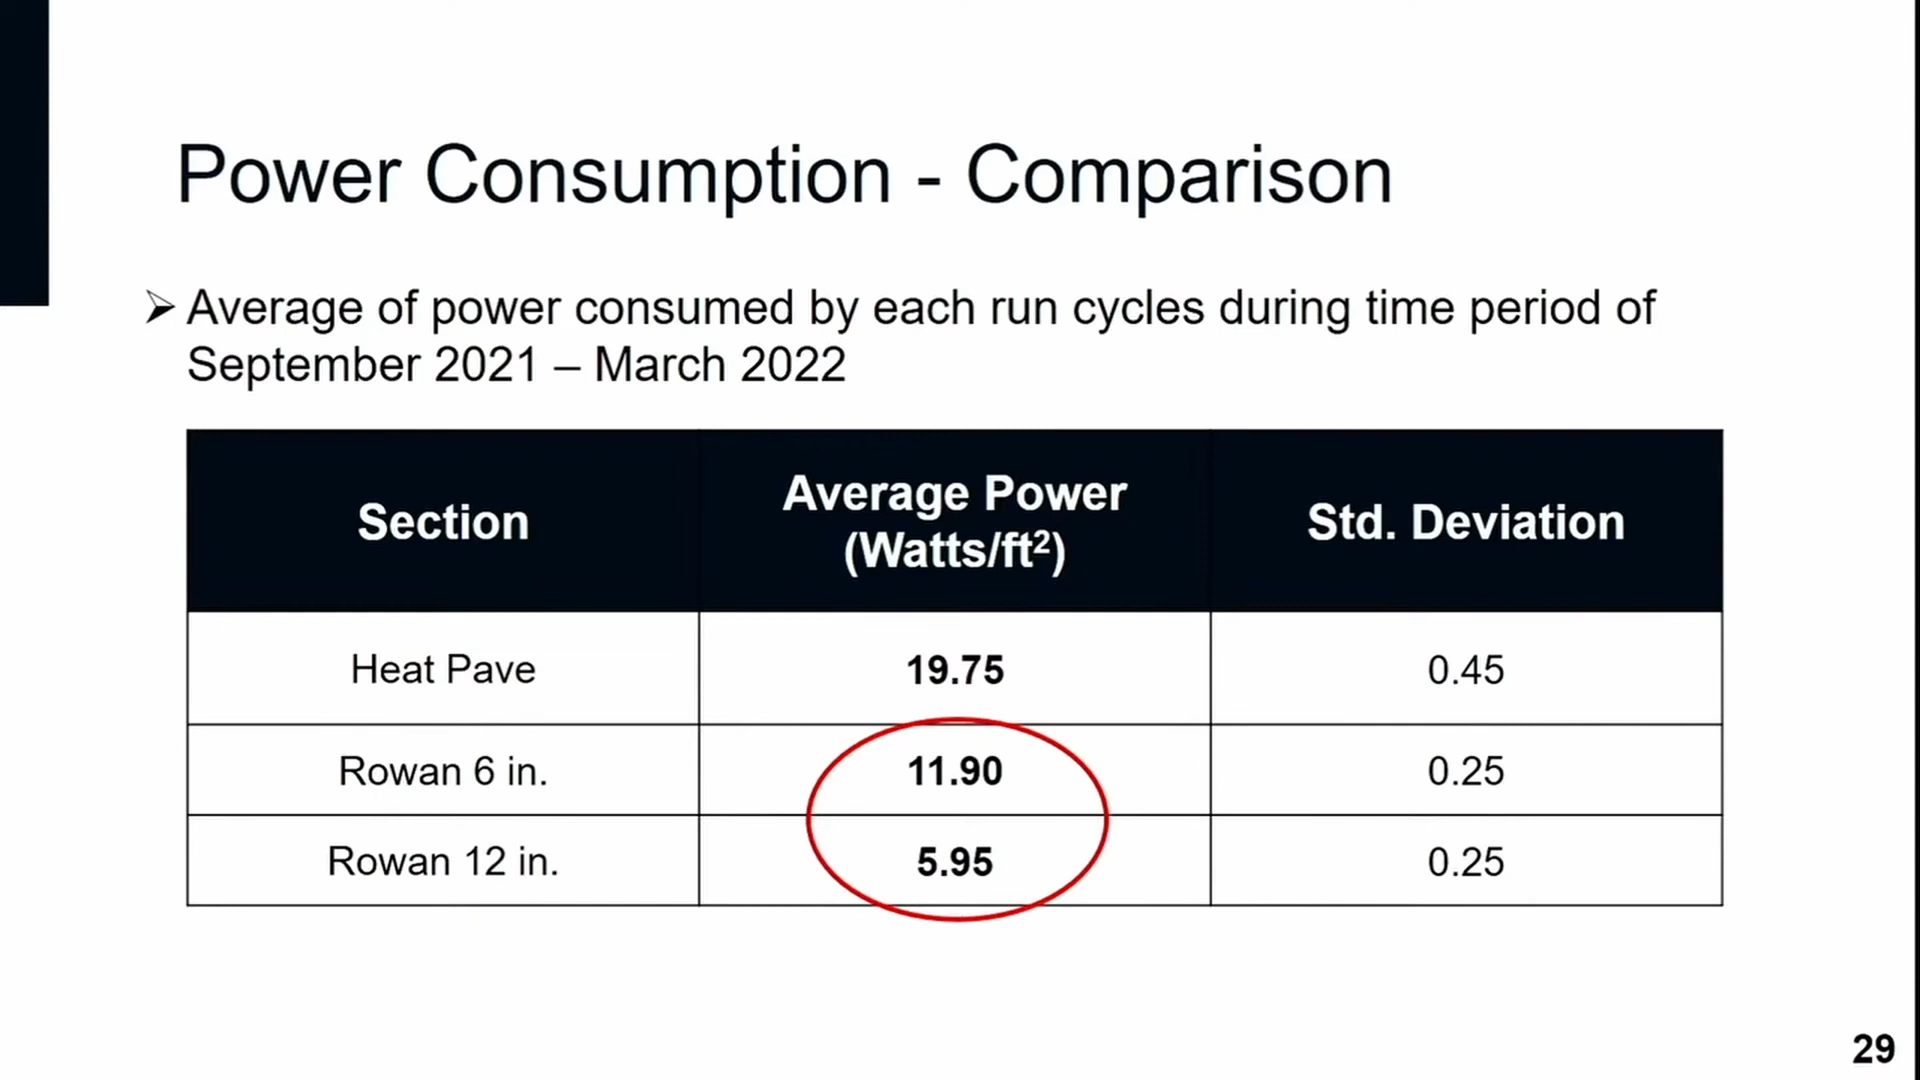 Power Consumption - Comparison
Average of power consumed by each run cycles during time period of
September 2021 – March 2022
Section
Average Power
(Watts/ft²)
Std. Deviation
Heat Pave
19.75
0.45
Rowan 6 in.
11.90
0.25
Rowan 12 in.
5.95
0.25
29